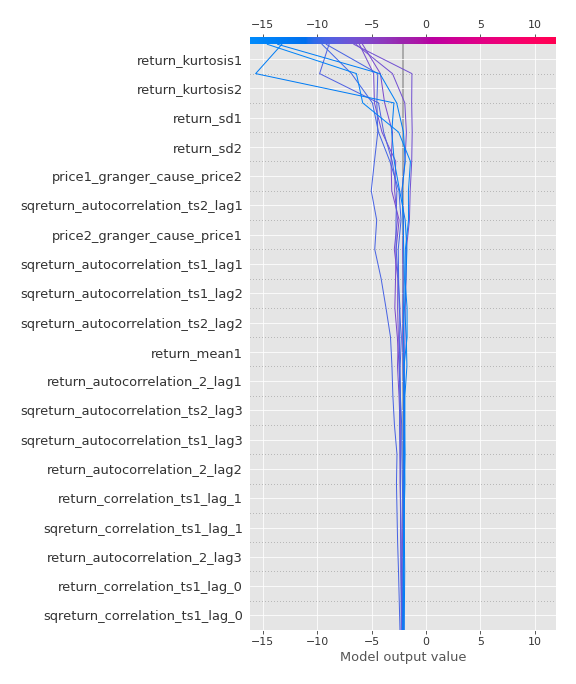 −15 −10 −5 0 5 10
return_kurtosis1
return_kurtosis2
return_sd1
return_sd2
price1_granger_cause_price2
sqreturn_autocorrelation_ts2_lag1
price2_granger_cause_price1
sqreturn_autocorrelation_ts1_lag1
sqreturn_autocorrelation_ts1_lag2
sqreturn_autocorrelation_ts2_lag2
return_mean1
return_autocorrelation_2_lag1
sqreturn_autocorrelation_ts2_lag3
sqreturn_autocorrelation_ts1_lag3
return_autocorrelation_2_lag2
return_correlation_ts1_lag_1
sqreturn_correlation_ts1_lag_1
return_autocorrelation_2_lag3
return_correlation_ts1_lag_0
sqreturn_correlation_ts1_lag_0
−15 −10 −5 0 5 10
Model output value